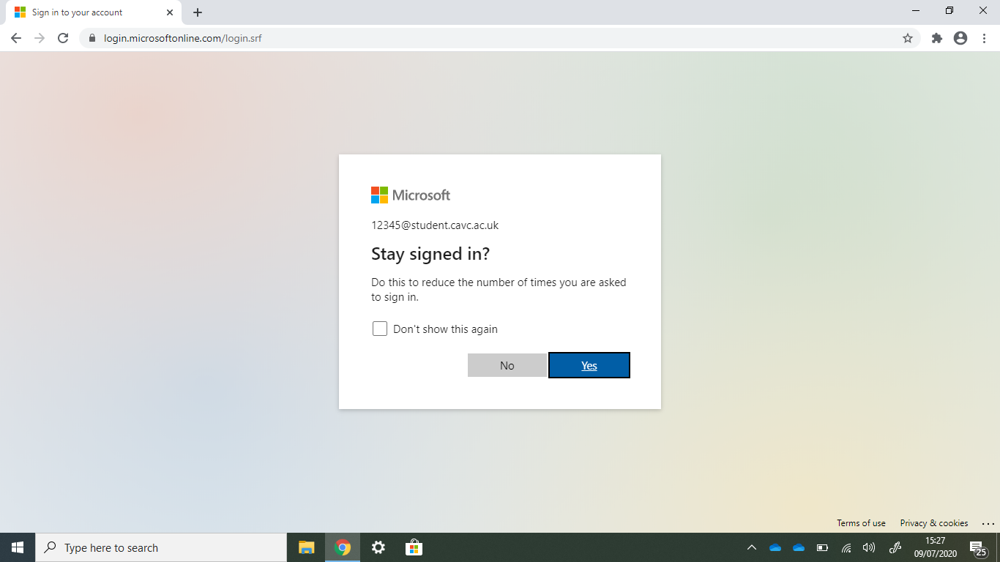 Sign in to your account
login.microsoftonline.com/login.srf
Microsoft
12345@student.cavc.ac.uk
Stay signed in?
Do this to reduce the number of times you are asked
to sign in.
Don't show this again
No
Yes
Terms of use
Privacy & cookies
Type here to search
15:27
09/07/2020
25